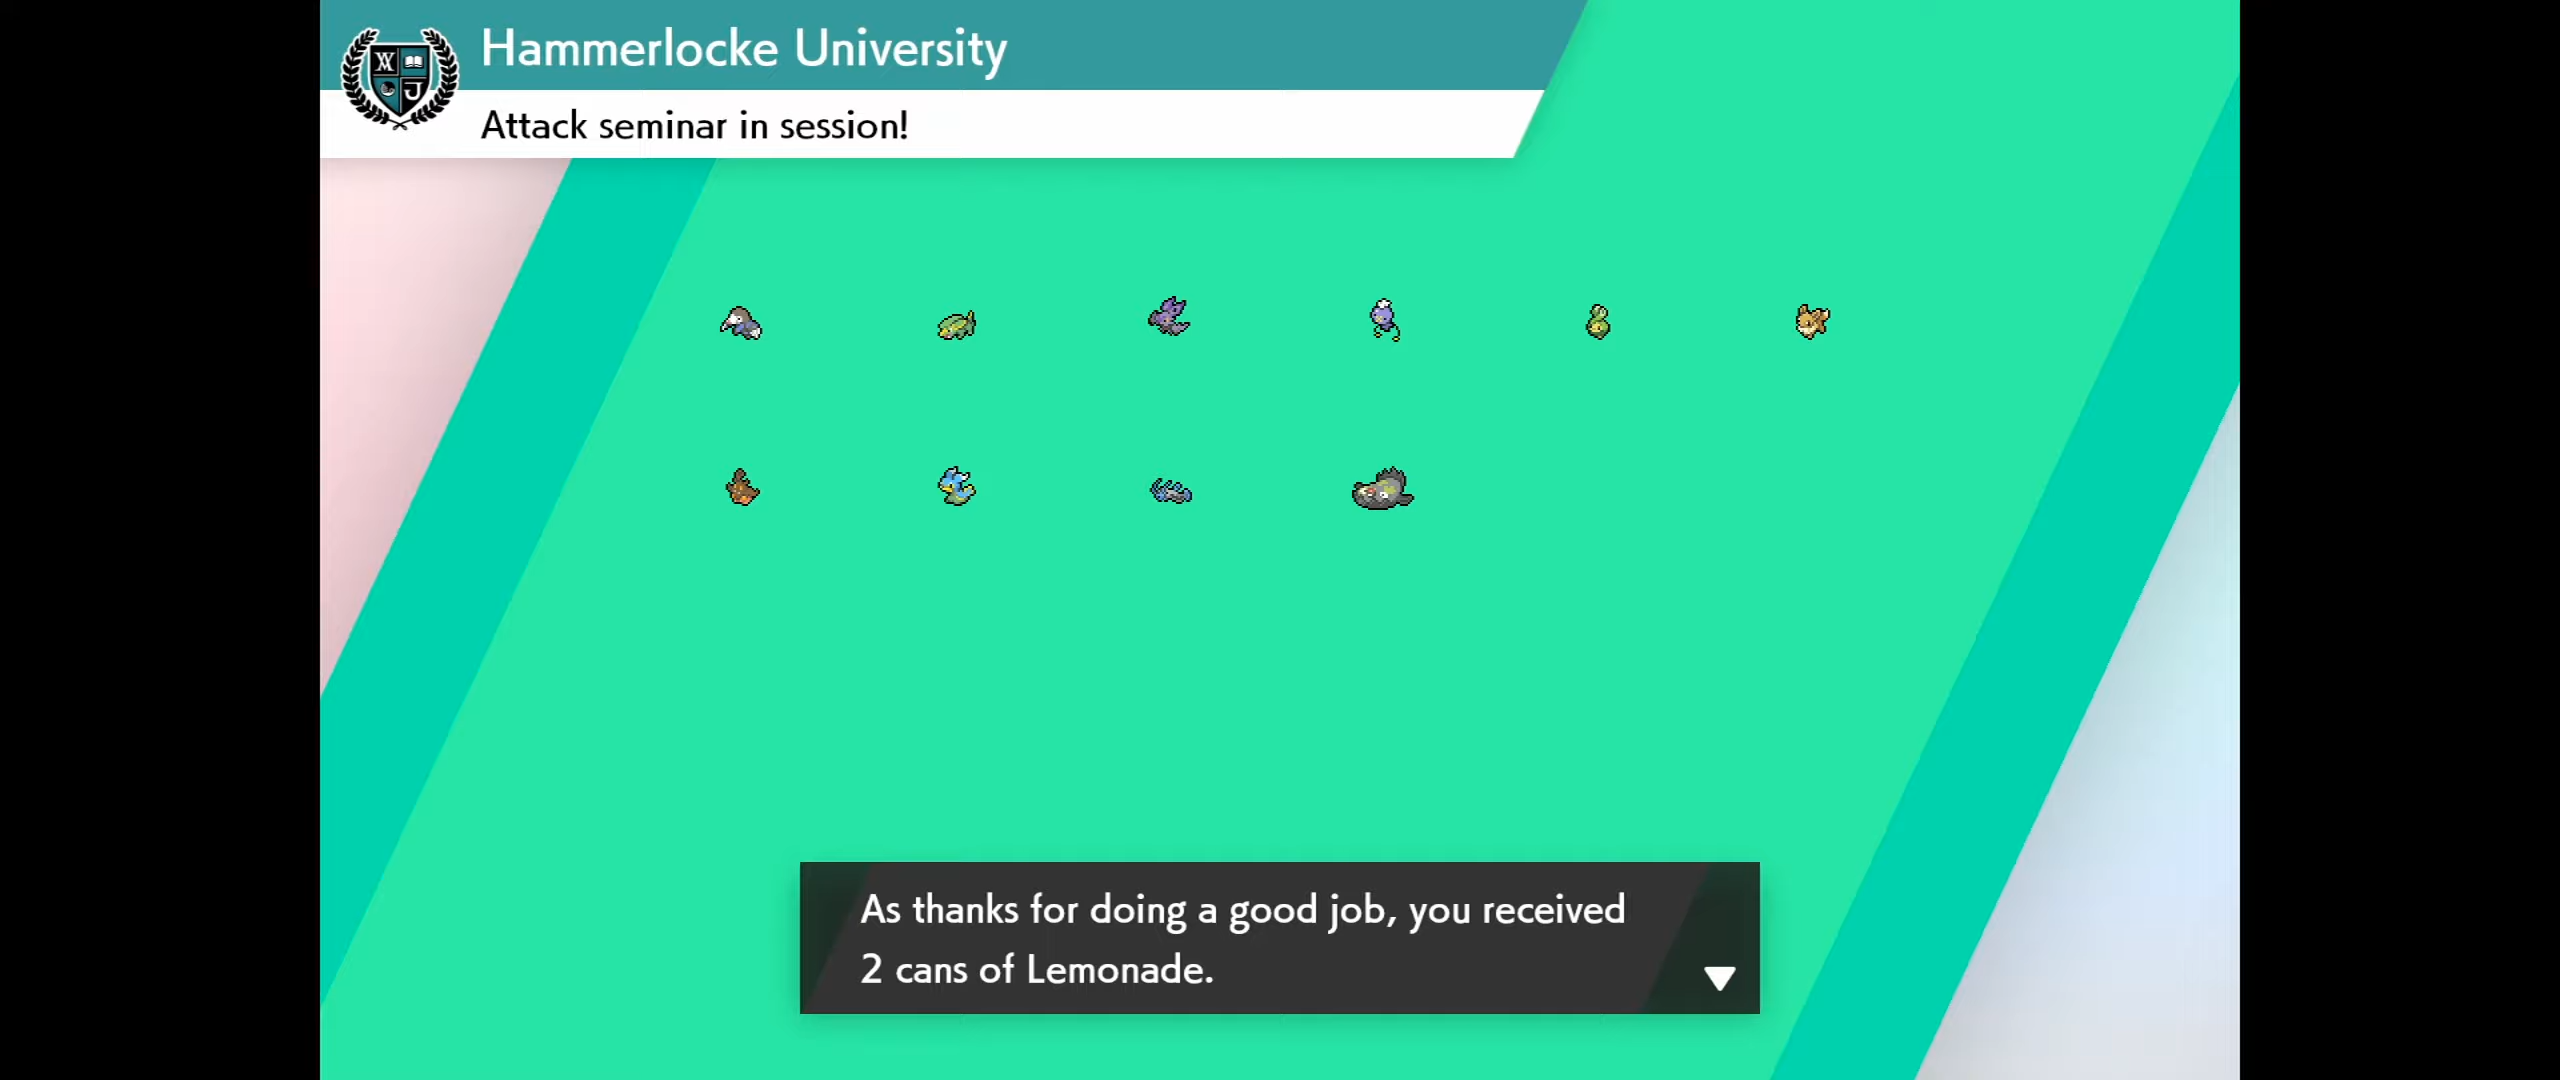 Hammerlocke University
Attack seminar in session!
As thanks for doing a good job, you received
2 cans of Lemonade.